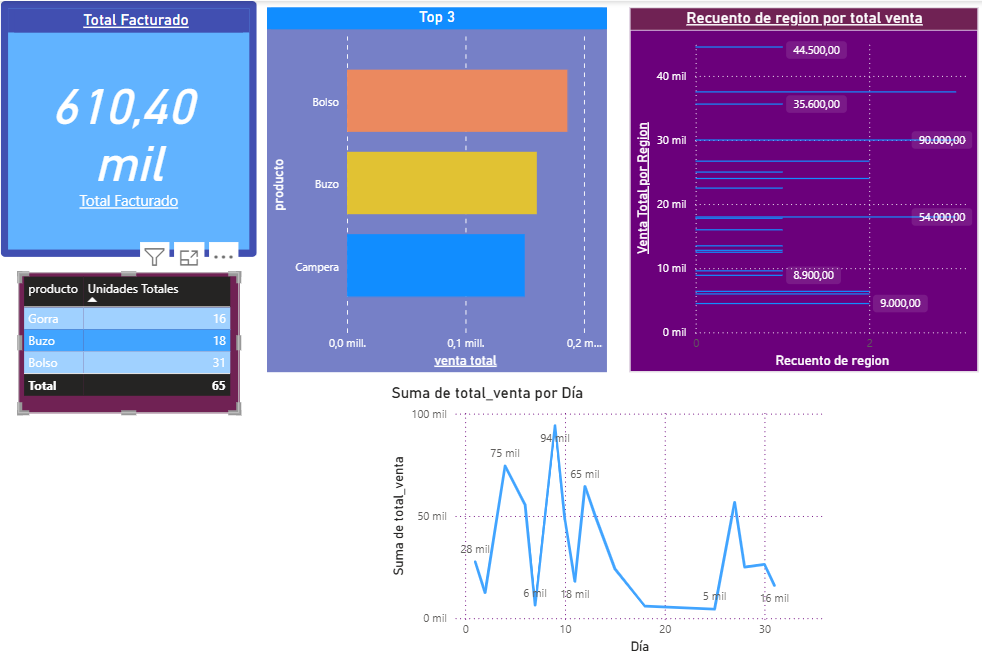 Total Facturado
610,40
mil
Total Facturado
producto Unidades Totales
Gorra 16
Buzo 18
Bolso 31
Total 65
Top 3
producto
Bolso
Buzo
Campera
0,0 mill. 0,1 mill. 0,2 m...
venta total
Recuento de region por total venta
Venta Total por Region
40 mil
30 mil
20 mil
10 mil
0 mil
44.500,00
35.600,00
90.000,00
54.000,00
8.900,00
9.000,00
0 2
Recuento de region
Suma de total_venta por Día
Suma de total_venta
100 mil
50 mil
0 mil
28 mil
75 mil
6 mil
94 mil
18 mil
65 mil
5 mil
16 mil
0 10 20 30
Día